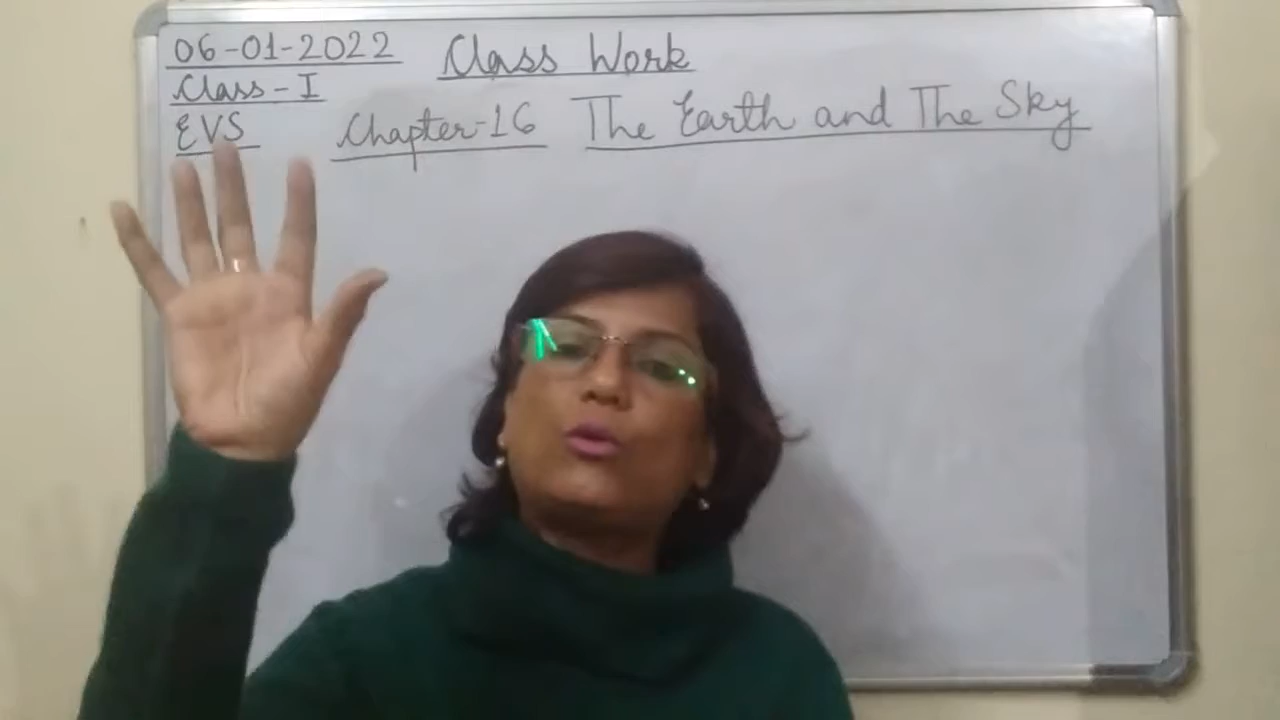 06-01-2022 Class Work
Class-I
EVS Chapter-16 The Earth and The Sky